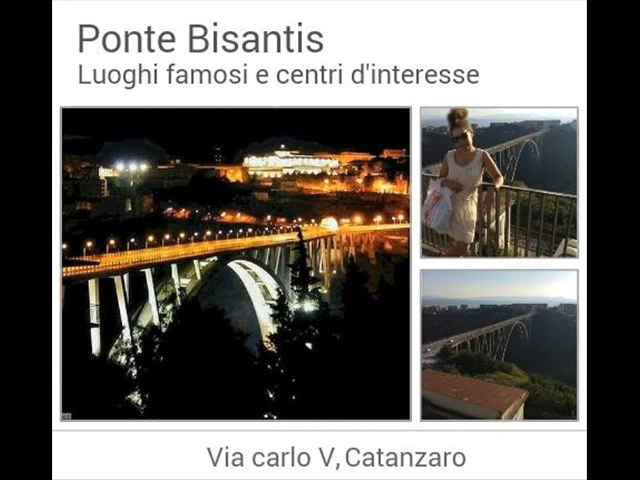 Ponte Bisantis
Luoghi famosi e centri d'interesse
Via carlo V, Catanzaro